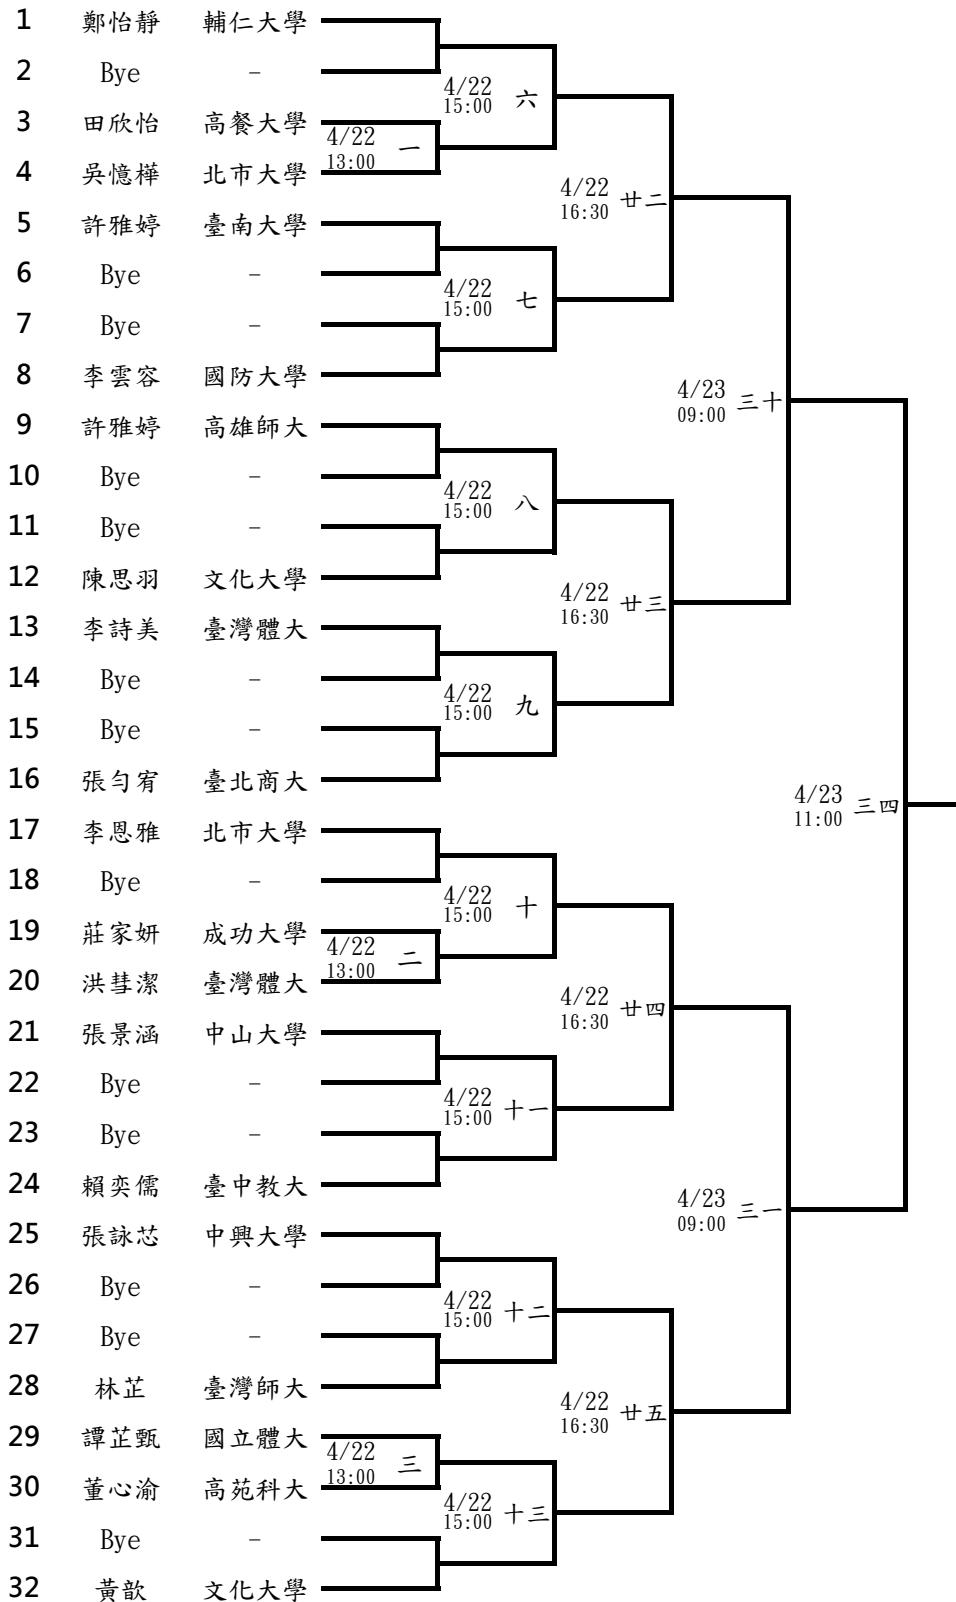 1 鄭怡靜 輔仁大學
2 Bye -
4/22 六
15:00
3 田欣怡 高餐大學
4/22 一
13:00
4 吳憶樺 北市大學
4/22 廿二
16:30
5 許雅婷 臺南大學
6 Bye -
4/22 七
15:00
7 Bye -
8 李雲容 國防大學
4/23 三十
09:00
9 許雅婷 高雄師大
10 Bye -
4/22 八
15:00
11 Bye -
12 陳思羽 文化大學
4/22 廿三
16:30
13 李詩美 臺灣體大
14 Bye -
4/22 九
15:00
15 Bye -
16 張勻宥 臺北商大
4/23 三四
11:00
17 李恩雅 北市大學
18 Bye -
4/22 十
15:00
19 莊家妍 成功大學
4/22 二
13:00
20 洪彗潔 臺灣體大
4/22 廿四
16:30
21 張景涵 中山大學
22 Bye -
4/22 十一
15:00
23 Bye -
24 賴奕儒 臺中教大
4/23 三一
09:00
25 張詠芯 中興大學
26 Bye -
4/22 十二
15:00
27 Bye -
28 林芷 臺灣師大
4/22 廿五
16:30
29 譚芷甄 國立體大
4/22 三
13:00
30 董心渝 高苑科大
4/22 十三
15:00
31 Bye -
32 黃歆 文化大學